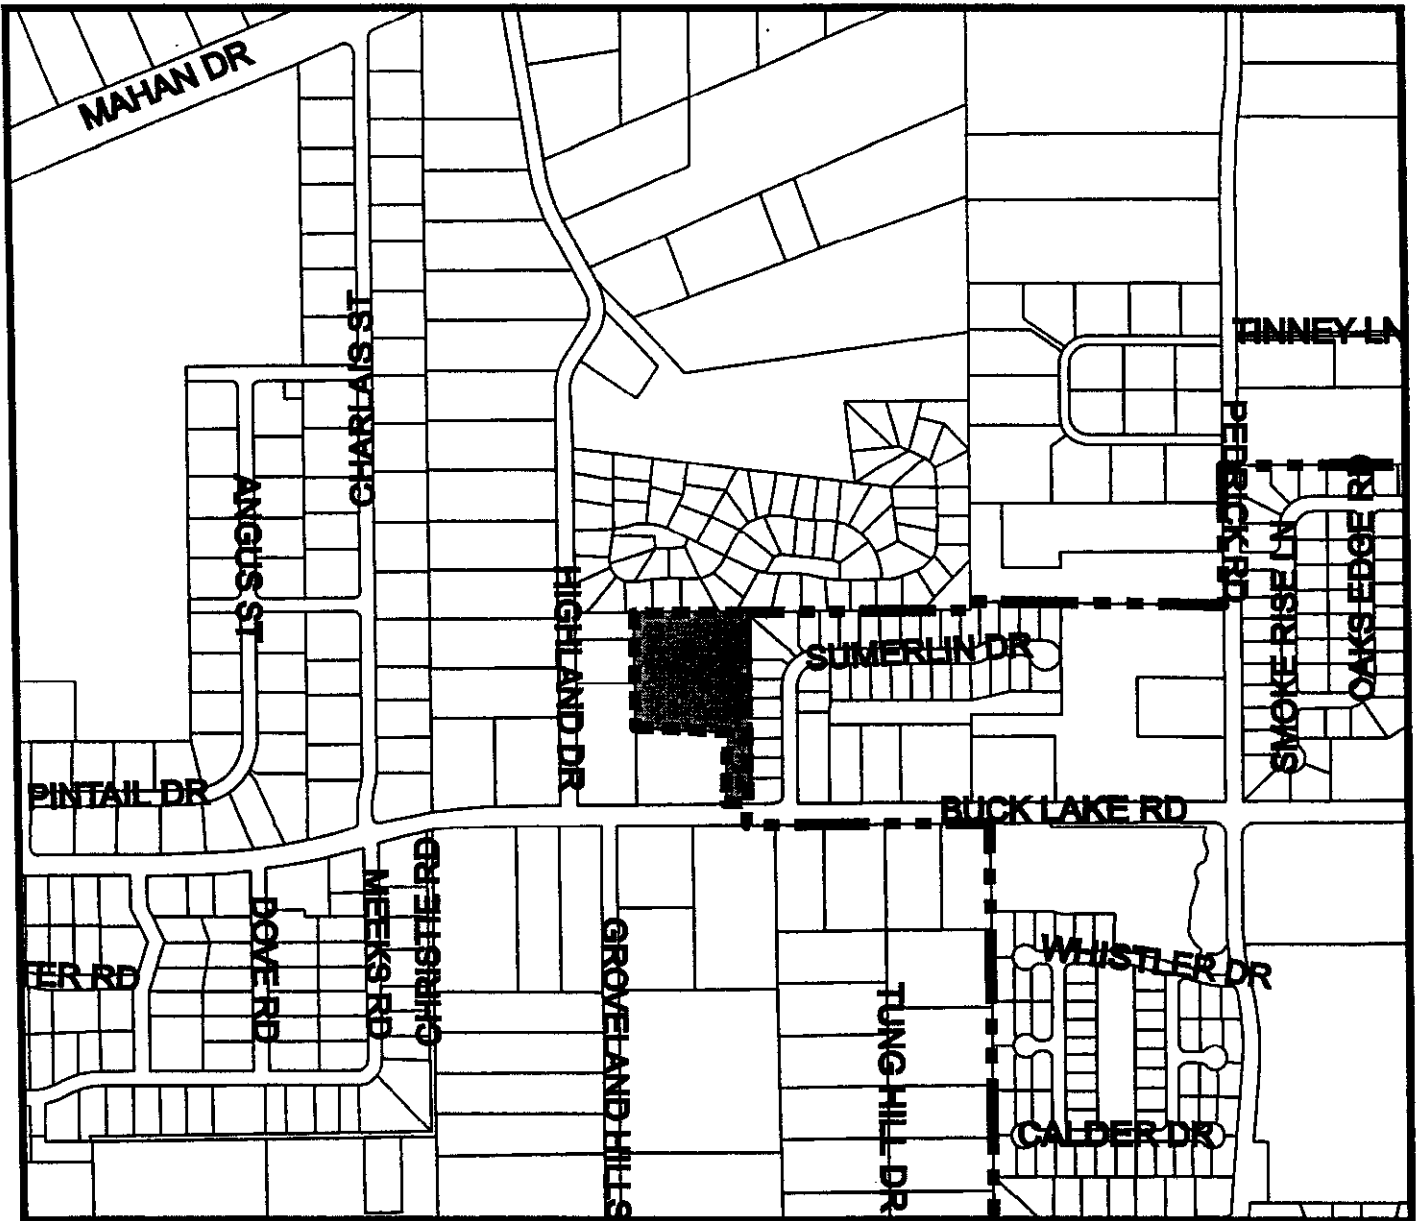 MAHAN DR
CHARLAIS ST
TINNEY LN
PEDRICK RD
ANGUS ST
HIGHLAND DR
SMOKE RISE LN
OAKS EDGE RD
SUMERLIN DR
PINTAIL DR
BUCK LAKE RD
CHRISTIE RD
MEEKS RD
DOVE RD
TER RD
GROVELAND HILLS
WHISTLER DR
TUNG HILL DR
CALDER DR